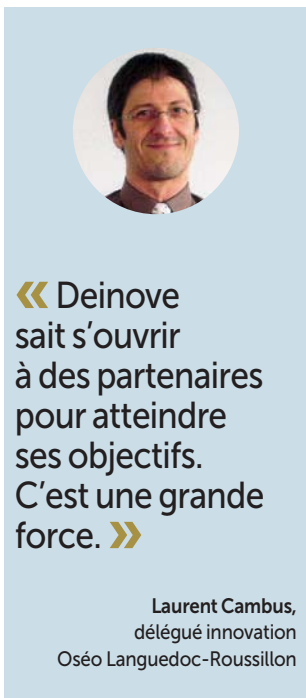 « Deinove
sait s’ouvrir
à des partenaires
pour atteindre
ses objectifs.
C’est une grande
force. »
Laurent Cambus,
délégué innovation
Oséo Languedoc-Roussillon